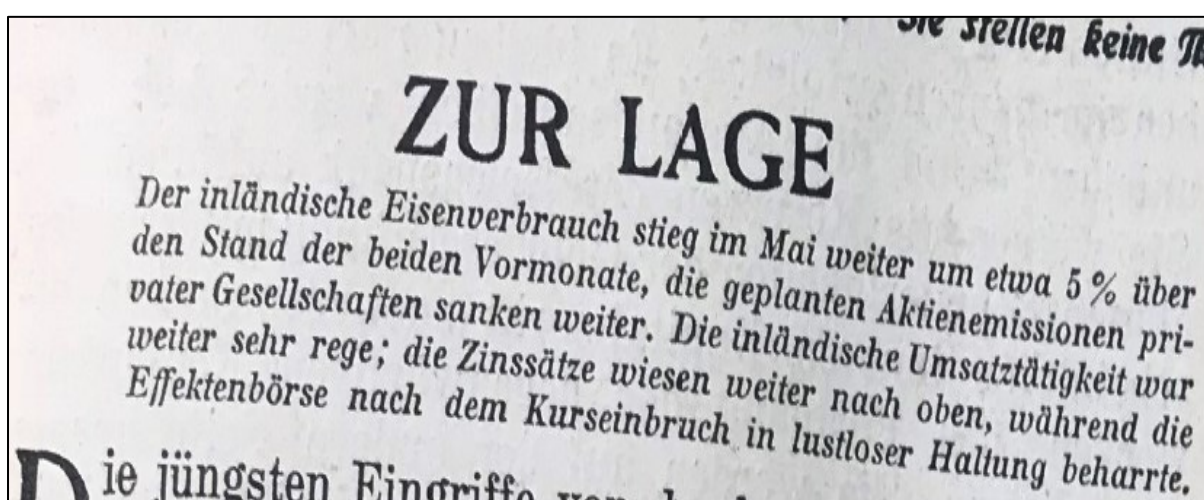 Sie stellen keine
ZUR LAGE
Der inländische Eisenverbrauch stieg im Mai weiter um etwa 5 % über
den Stand der beiden Vormonate, die geplanten Aktienemissionen pri-
vater Gesellschaften sanken weiter. Die inländische Umsatztätigkeit war
weiter sehr rege; die Zinssätze wiesen weiter nach oben, während die
Effektenbörse nach dem Kurseinbruch in lustloser Haltung beharrte.
Die jüngsten Eingriffe